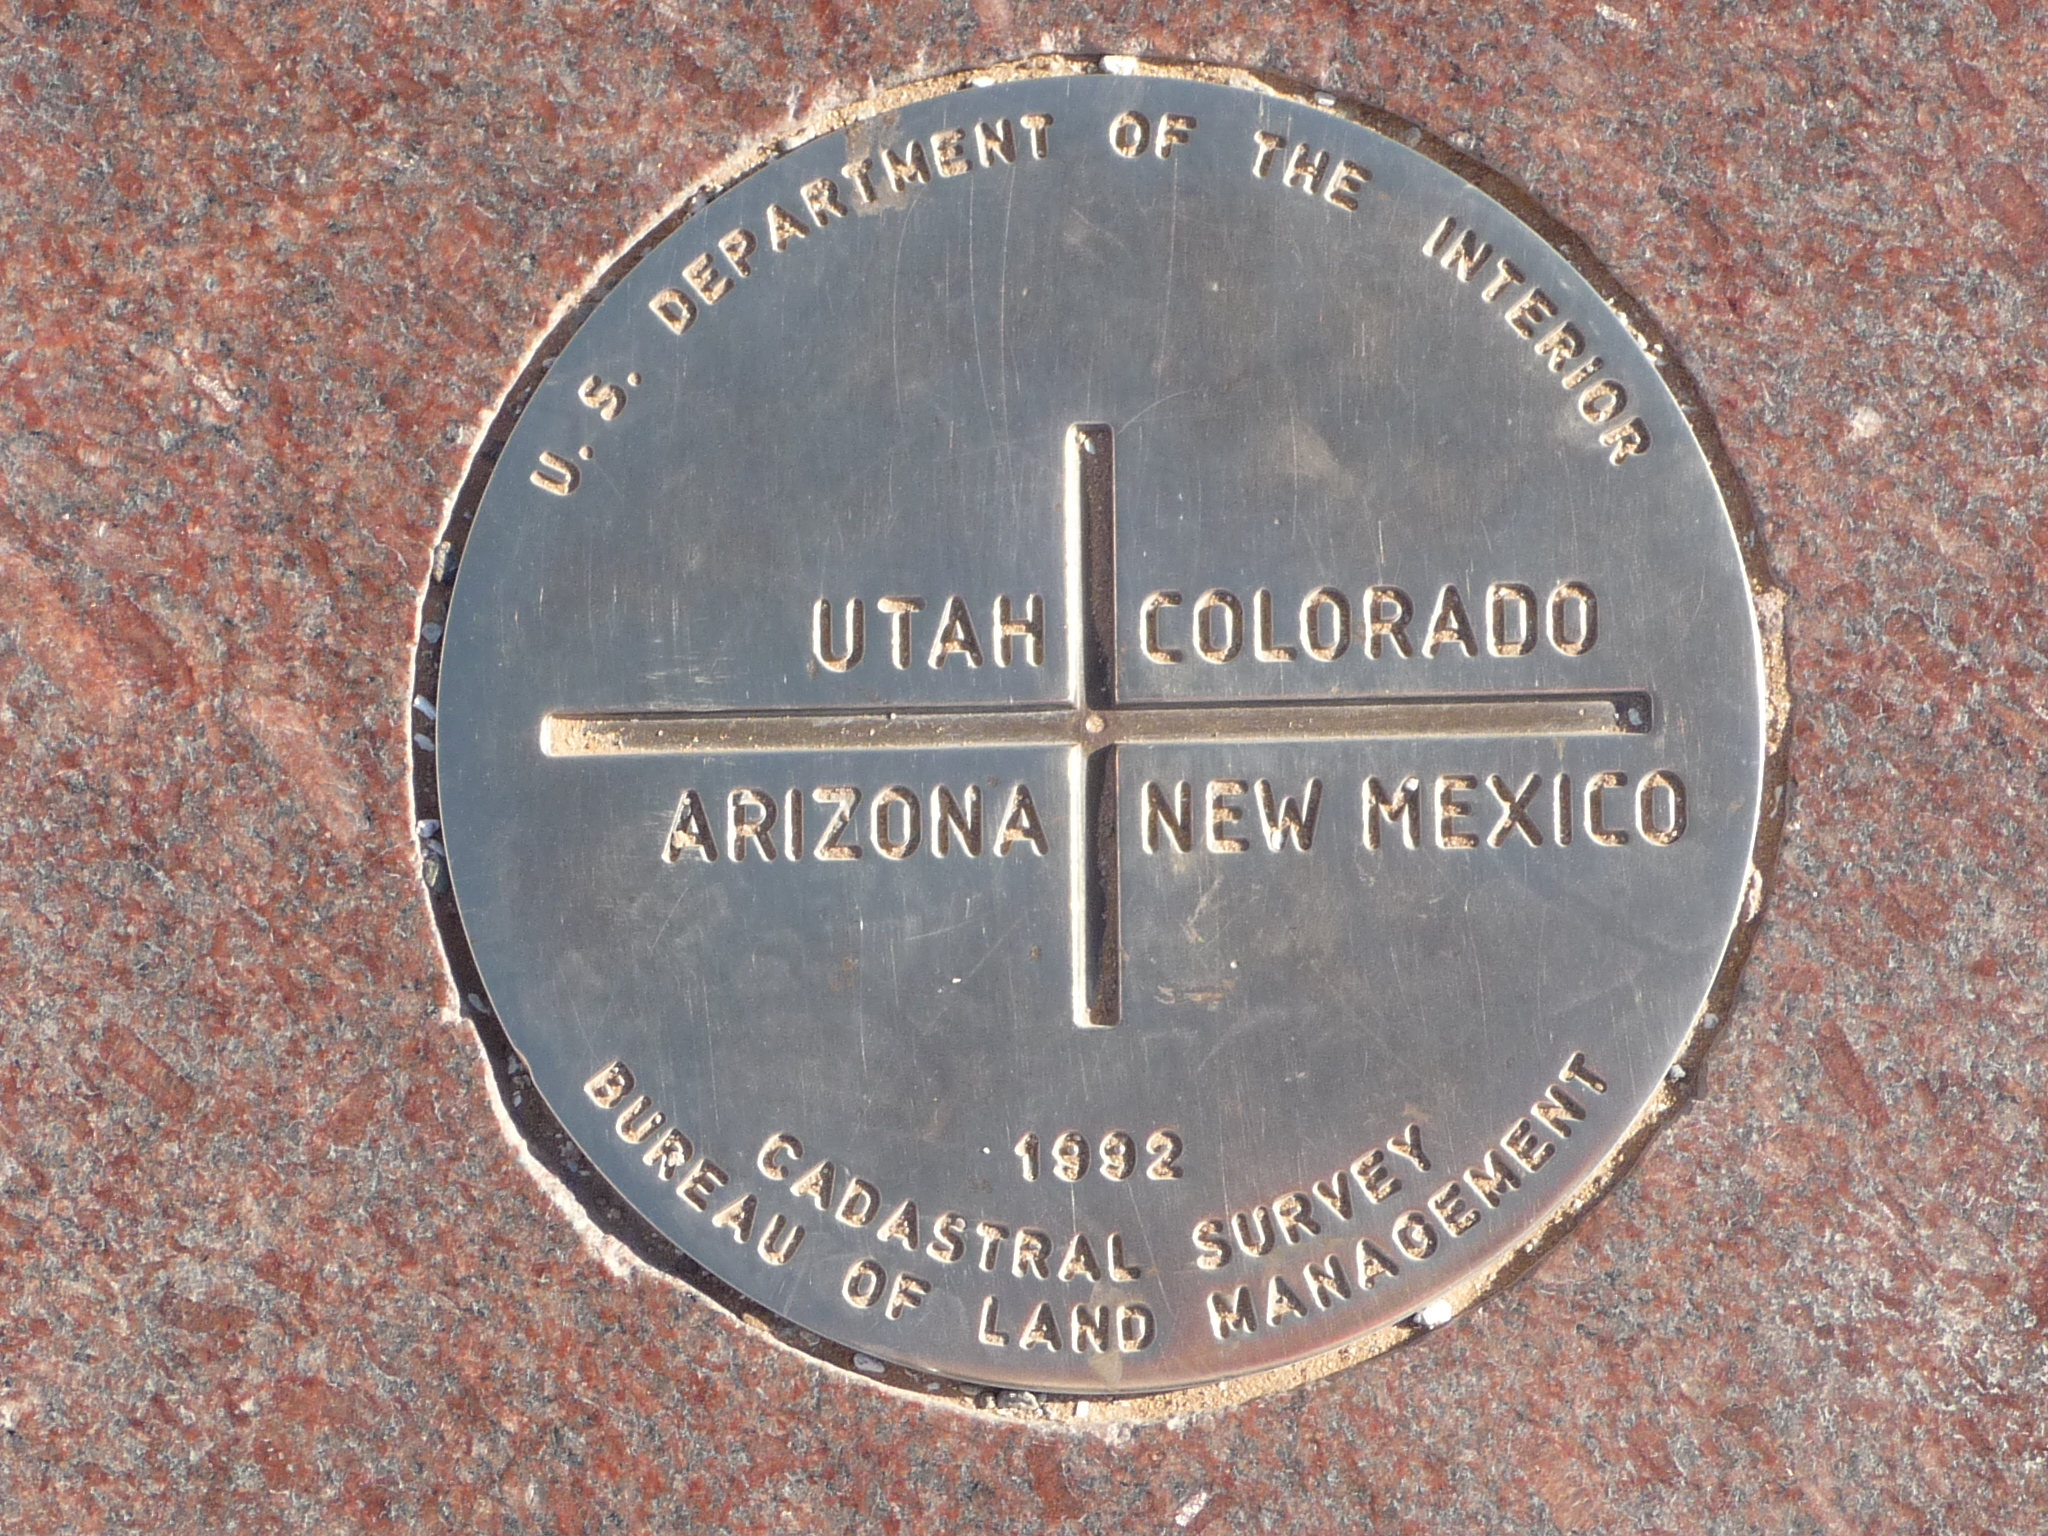 U.S. DEPARTMENT OF THE INTERIOR
UTAH COLORADO
ARIZONA NEW MEXICO
1992
CADASTRAL SURVEY
BUREAU OF LAND MANAGEMENT